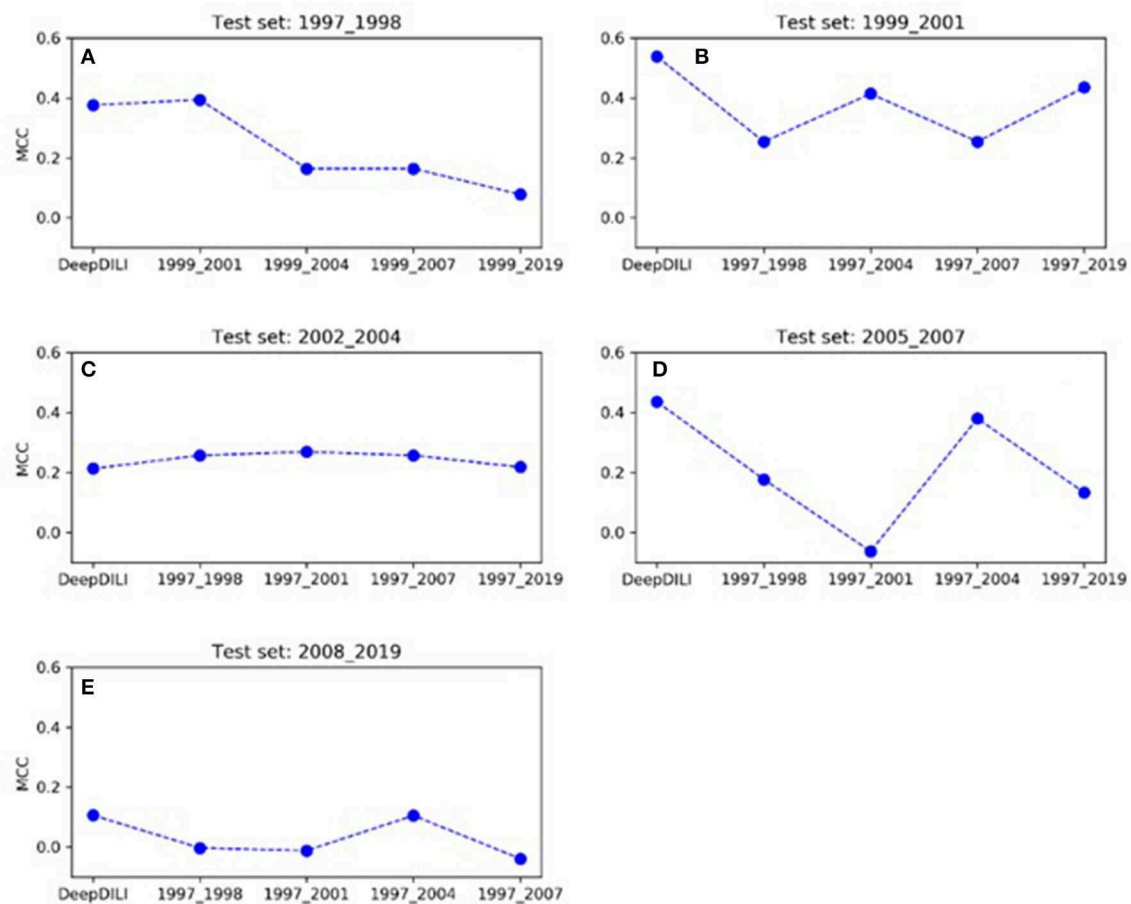 Test set: 1997_1998
A
0.6
0.4
0.2
0.0
MCC
DeepDILI 1999_2001 1999_2004 1999_2007 1999_2019
Test set: 1999_2001
B
0.6
0.4
0.2
0.0
DeepDILI 1997_1998 1997_2004 1997_2007 1997_2019
Test set: 2002_2004
C
0.6
0.4
0.2
0.0
MCC
DeepDILI 1997_1998 1997_2001 1997_2007 1997_2019
Test set: 2005_2007
D
0.6
0.4
0.2
0.0
DeepDILI 1997_1998 1997_2001 1997_2004 1997_2019
Test set: 2008_2019
E
0.6
0.4
0.2
0.0
MCC
DeepDILI 1997_1998 1997_2001 1997_2004 1997_2007